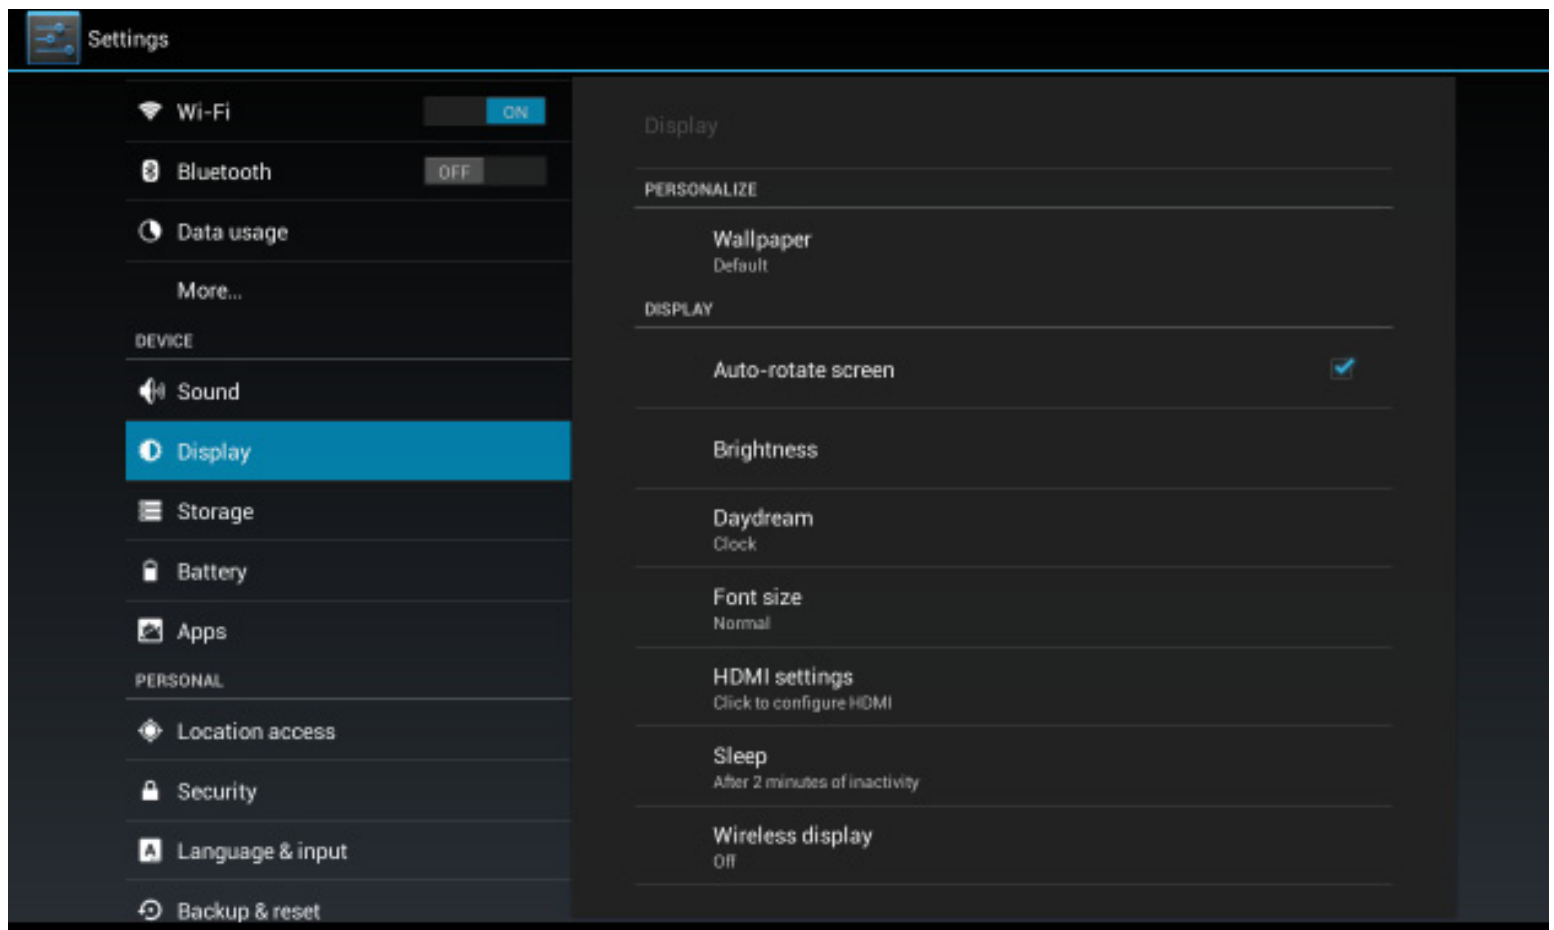 Settings
Wi-Fi ON
Bluetooth OFF
Data usage
More...
DEVICE
Sound
Display
Storage
Battery
Apps
PERSONAL
Location access
Security
A Language & input
Backup & reset
Display
PERSONALIZE
Wallpaper
Default
DISPLAY
Auto-rotate screen
Brightness
Daydream
Clock
Font size
Normal
HDMI settings
Click to configure HDMI
Sleep
After 2 minutes of inactivity
Wireless display
Off